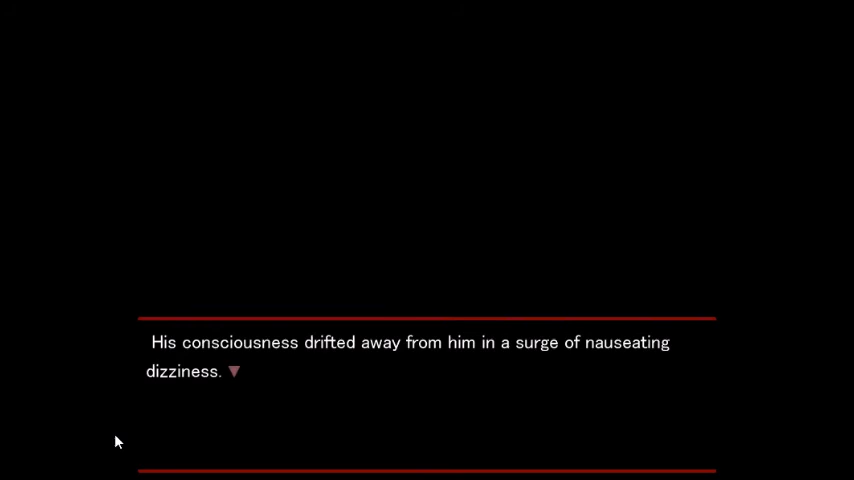 His consciousness drifted away from him in a surge of nauseating
dizziness.